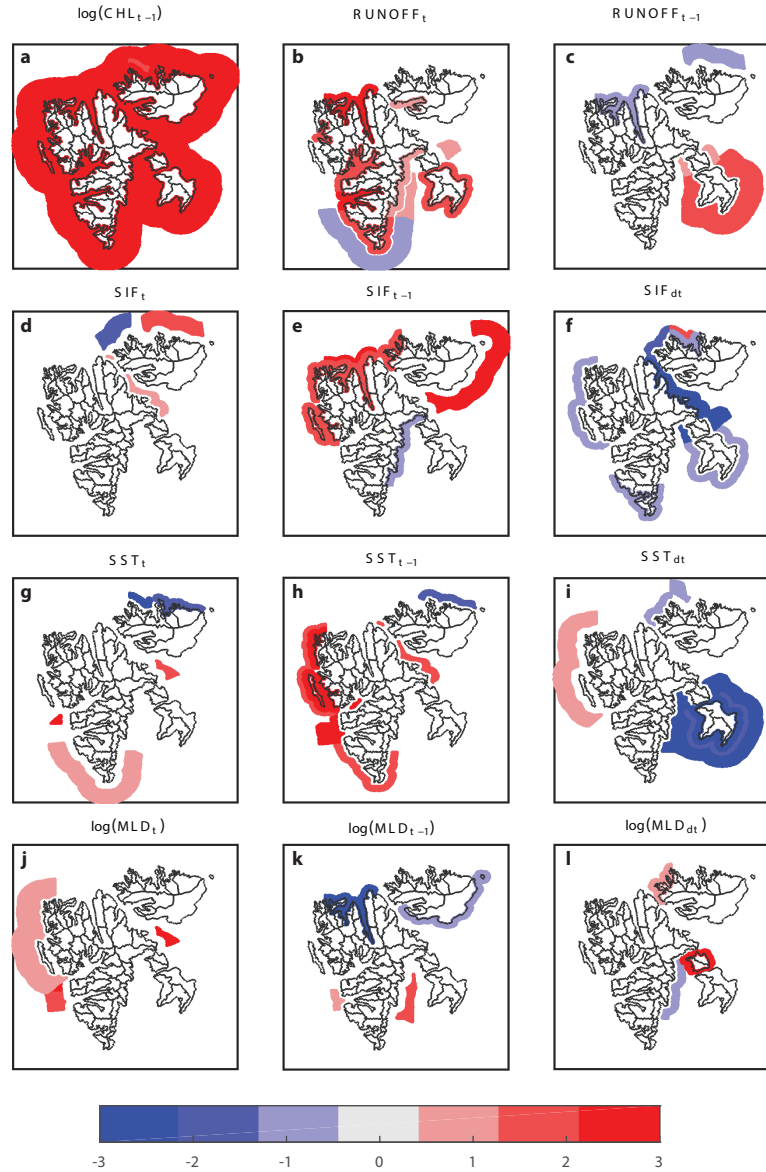 log(CHL t−1) RUNOFF t RUNOFF t−1
a b c
SIF t SIF t−1 SIF dt
d e f
SST t SST t−1 SST dt
g h i
log(MLD t) log(MLD t−1) log(MLD dt)
j k l
-3 -2 -1 0 1 2 3